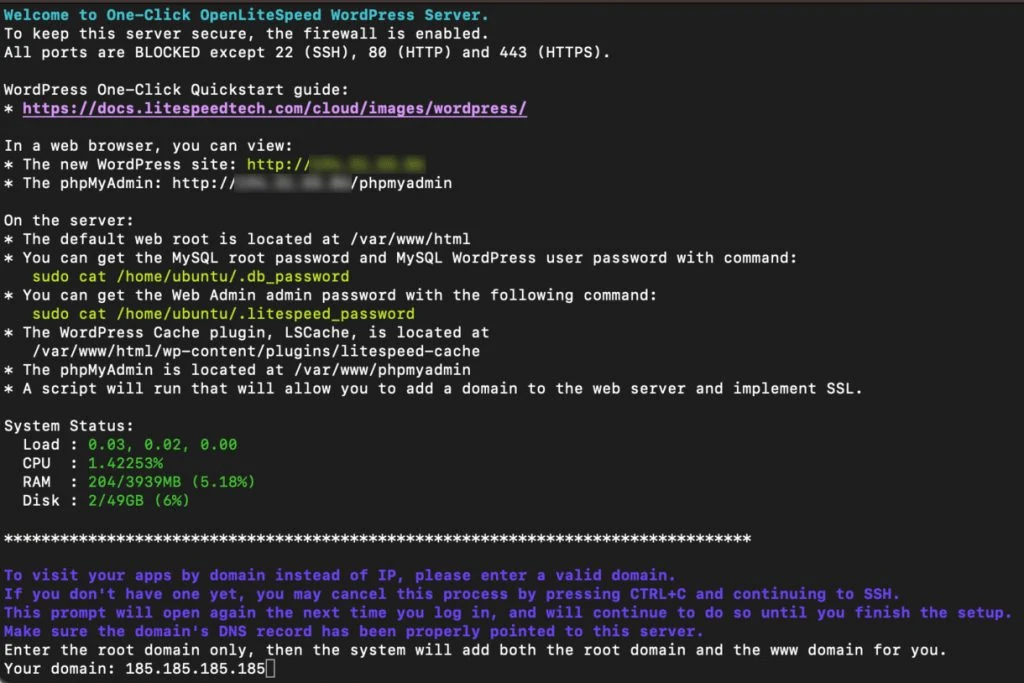 Welcome to One-Click OpenLiteSpeed WordPress Server.
To keep this server secure, the firewall is enabled.
All ports are BLOCKED except 22 (SSH), 80 (HTTP) and 443 (HTTPS).
WordPress One-Click Quickstart guide:
* https://docs.litespeedtech.com/cloud/images/wordpress/
In a web browser, you can view:
* The new WordPress site: http://
* The phpMyAdmin: http:// /phpmyadmin
On the server:
* The default web root is located at /var/www/html
* You can get the MySQL root password and MySQL WordPress user password with command:
sudo cat /home/ubuntu/.db_password
* You can get the Web Admin admin password with the following command:
sudo cat /home/ubuntu/.litespeed_password
* The WordPress Cache plugin, LSCache, is located at
/var/www/html/wp-content/plugins/litespeed-cache
* The phpMyAdmin is located at /var/www/phpmyadmin
* A script will run that will allow you to add a domain to the web server and implement SSL.
System Status:
Load : 0.03, 0.02, 0.00
CPU  : 1.42253%
RAM  : 204/3939MB (5.18%)
Disk : 2/49GB (6%)
********************************************************************************
To visit your apps by domain instead of IP, please enter a valid domain.
If you don't have one yet, you may cancel this process by pressing CTRL+C and continuing to SSH.
This prompt will open again the next time you log in, and will continue to do so until you finish the setup.
Make sure the domain's DNS record has been properly pointed to this server.
Enter the root domain only, then the system will add both the root domain and the www domain for you.
Your domain: 185.185.185.185